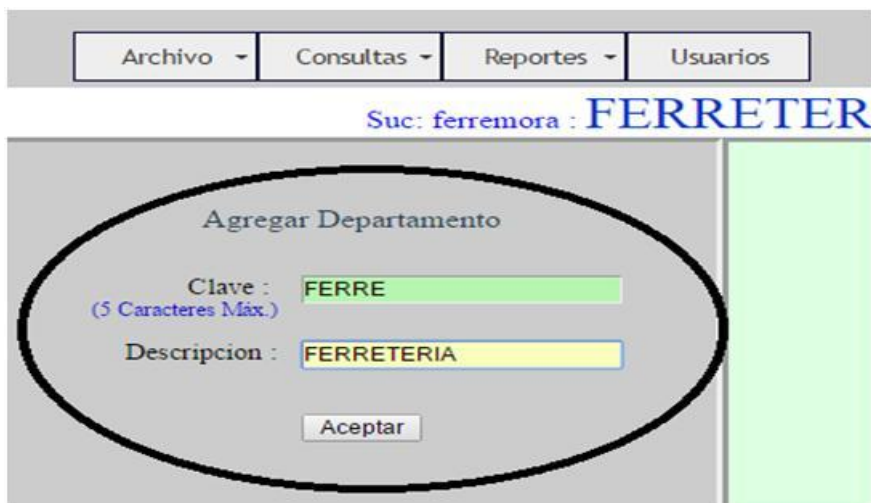 Archivo Consultas Reportes Usuarios
Suc: ferremora : FERRETER
Agregar Departamento
Clave : FERRE
(5 Caracteres Máx.)
Descripcion : FERRETERIA
Aceptar